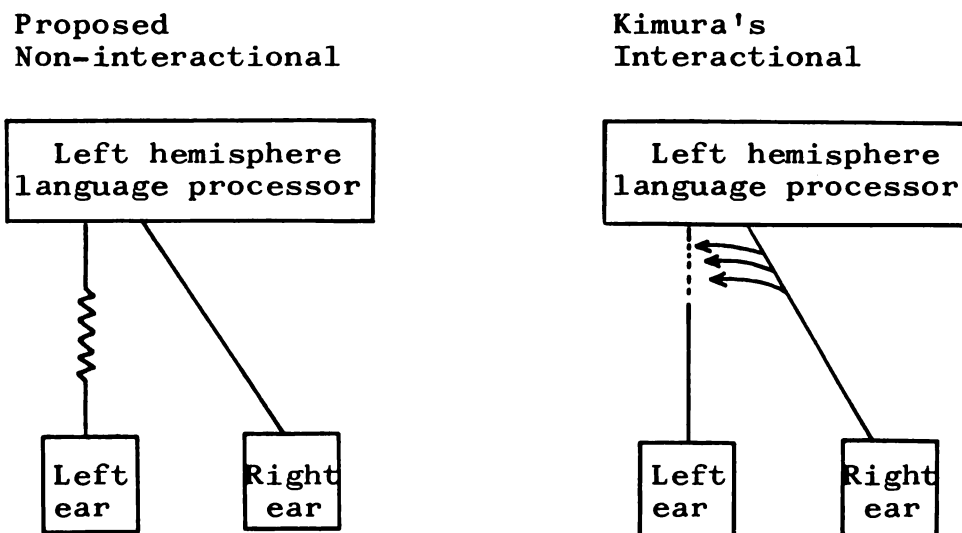 Proposed
Non-interactional
Left hemisphere
language processor
Left
ear
Right
ear
Kimura's
Interactional
Left hemisphere
language processor
Left
ear
Right
ear